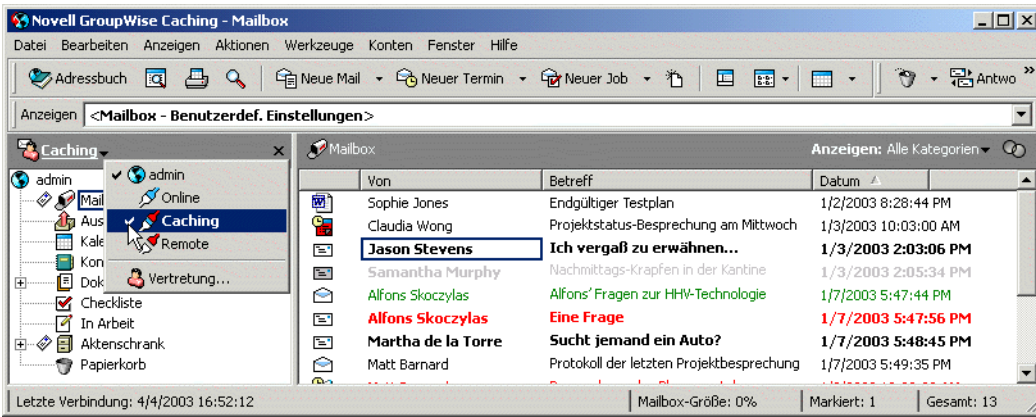 Novell GroupWise Caching - Mailbox
Datei Bearbeiten Anzeigen Aktionen Werkzeuge Konten Fenster Hilfe
Adressbuch Neue Mail Neuer Termin Neuer Job Antwo »
Anzeigen <Mailbox - Benutzerdef. Einstellungen>
Caching
Mailbox Anzeigen: Alle Kategorien
admin
Mail
Aus
Kale
Kon
Dok
Checkliste
In Arbeit
Aktenschrank
Papierkorb
admin
Online
Caching
Remote
Vertretung...
Von Betreff Datum
Sophie Jones Endgültiger Testplan 1/2/2003 8:28:44 PM
Claudia Wong Projektstatus-Besprechung am Mittwoch 1/3/2003 10:03:00 AM
Jason Stevens Ich vergaß zu erwähnen... 1/3/2003 2:03:06 PM
Samantha Murphy Nachmittags-Krapfen in der Kantine 1/3/2003 2:05:34 PM
Alfons Skoczylas Alfons' Fragen zur HHV-Technologie 1/7/2003 5:47:44 PM
Alfons Skoczylas Eine Frage 1/7/2003 5:47:56 PM
Martha de la Torre Sucht jemand ein Auto? 1/7/2003 5:48:45 PM
Matt Barnard Protokoll der letzten Projektbesprechung 1/7/2003 5:49:35 PM
Letzte Verbindung: 4/4/2003 16:52:12 Mailbox-Größe: 0% Markiert: 1 Gesamt: 13